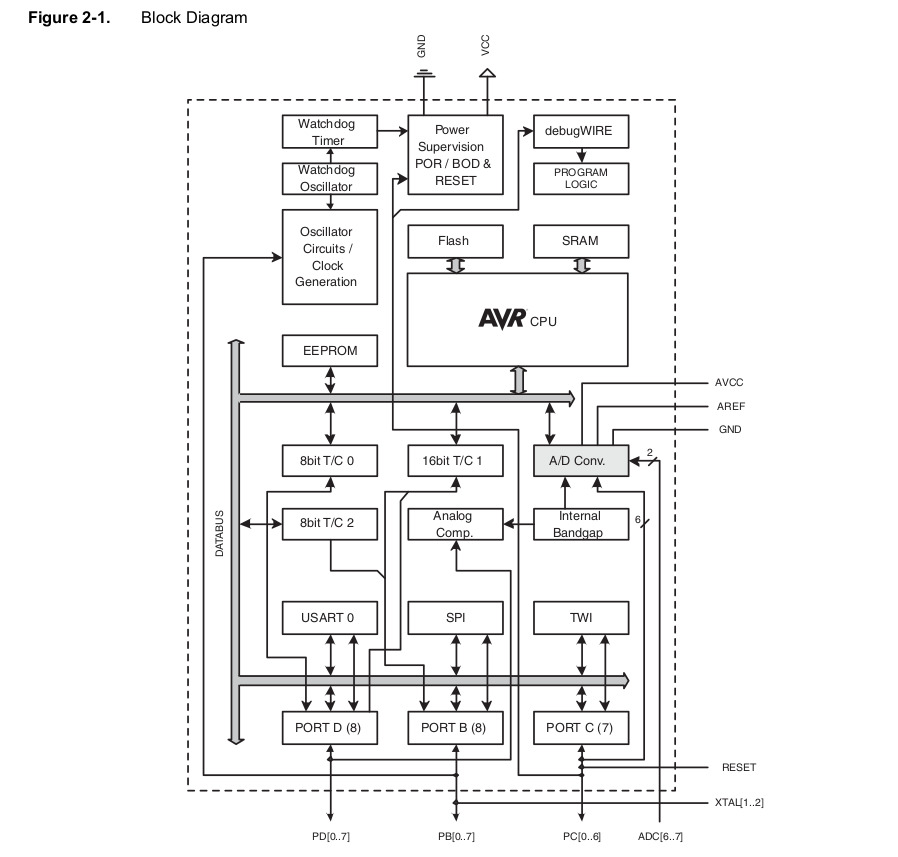 Figure 2-1. Block Diagram
GND
VCC
Watchdog
Timer
Power
Supervision
POR / BOD &
RESET
debugWIRE
Watchdog
Oscillator
PROGRAM
LOGIC
Oscillator
Circuits /
Clock
Generation
Flash
SRAM
AVR CPU
EEPROM
AVCC
AREF
GND
8bit T/C 0
16bit T/C 1
A/D Conv.
2
DATABUS
8bit T/C 2
Analog
Comp.
Internal
Bandgap
6
USART 0
SPI
TWI
PORT D (8)
PORT B (8)
PORT C (7)
RESET
XTAL[1..2]
PD[0..7]
PB[0..7]
PC[0..6]
ADC[6..7]